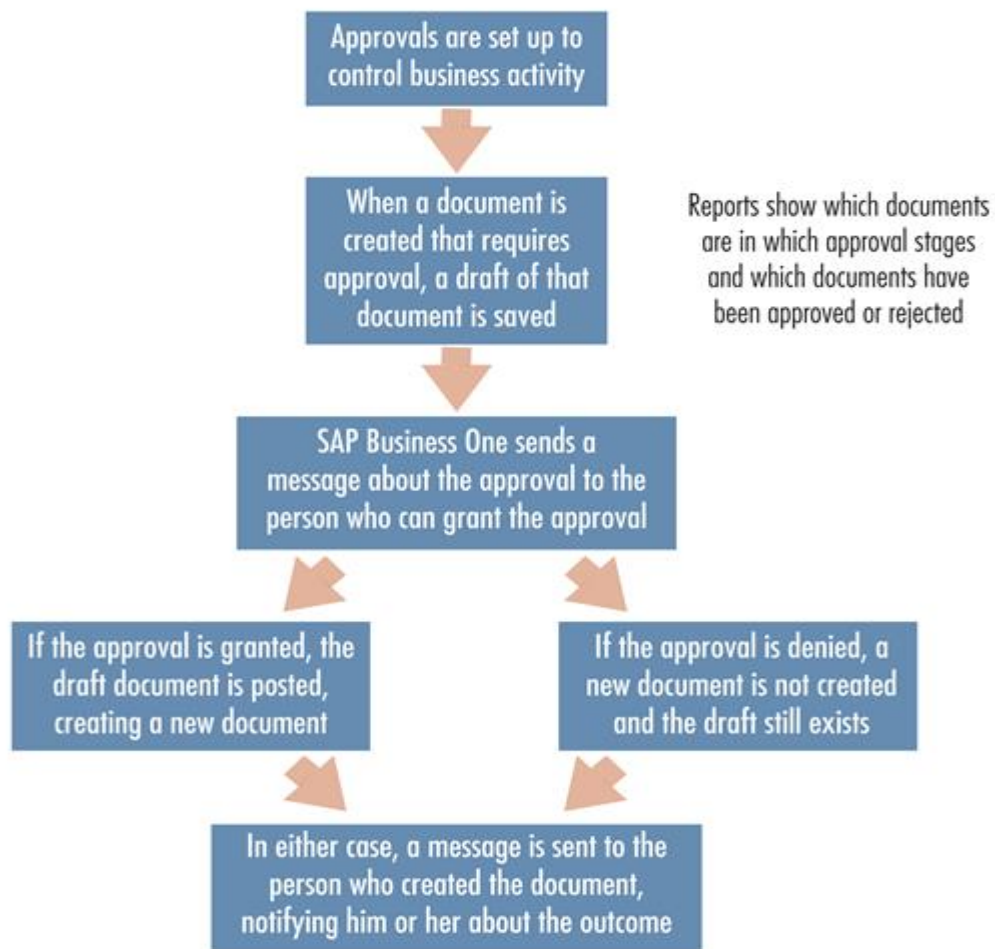 Approvals are set up to
control business activity
When a document is
created that requires
approval, a draft of that
document is saved
Reports show which documents
are in which approval stages
and which documents have
been approved or rejected
SAP Business One sends a
message about the approval to the
person who can grant the approval
If the approval is granted, the
draft document is posted,
creating a new document
If the approval is denied, a
new document is not created
and the draft still exists
In either case, a message is sent to the
person who created the document,
notifying him or her about the outcome